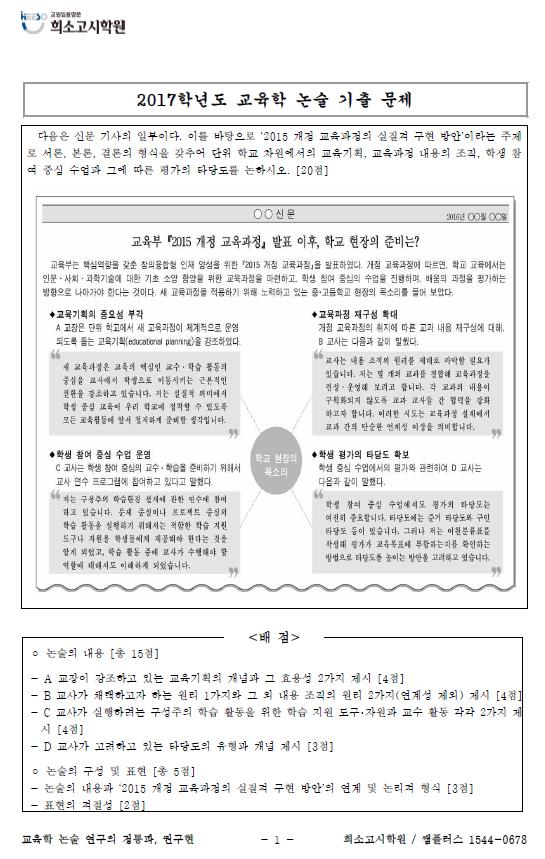 교원임용명문
희소고시학원
2017학년도 교육학 논술 기출 문제
다음은 신문 기사의 일부이다. 이를 바탕으로 ‘2015 개정 교육과정의 실질적 구현 방안’이라는 주제
로 서론, 본론, 결론의 형식을 갖추어 단위 학교 차원에서의 교육기획, 교육과정 내용의 조직, 학생 참
여 중심 수업과 그에 따른 평가의 타당도를 논하시오. [20점]
○○신문
2016년 ○○월 ○○일
교육부 『2015 개정 교육과정』 발표 이후, 학교 현장의 준비는?
교육부는 핵심역량을 갖춘 창의융합형 인재 양성을 위한 『2015 개정 교육과정』을 발표하였다. 개정 교육과정에 따르면, 학교 교육에서는
인문·사회·과학기술에 대한 기초 소양 함양을 위한 교육과정을 마련하고, 학생 참여 중심의 수업을 진행하며, 배움의 과정을 평가하는
방향으로 나아가야 한다는 것이다. 새 교육과정을 적용하기 위해 노력하고 있는 중·고등학교 현장의 목소리를 들어 보았다.
◆교육기획의 중요성 부각
A 교장은 단위 학교에서 새 교육과정이 체계적으로 운영
되도록 돕는 교육기획(educational planning)을 강조하였다.
새 교육과정은 교육의 핵심인 교수·학습 활동의
중심을 교사에서 학생으로 이동시키는 근본적인
전환을 강조하고 있습니다. 저는 실질적 의미에서
학생 중심 교육이 우리 학교에 정착할 수 있도록
모든 교육활동에 앞서 철저하게 준비할 생각입니다.
◆교육과정 재구성 확대
개정 교육과정의 취지에 따른 교과 내용 재구성에 대해,
B 교사는 다음과 같이 말했다.
교사는 내용 조직의 원리를 제대로 파악할 필요가
있습니다. 저는 몇 개의 교과를 결합해 교육과정을
편성·운영해 보려고 합니다. 각 교과의 내용이
구획화되지 않도록 교과 교사들 간 협력을 강화
하고자 합니다. 이러한 시도는 교육과정 설계에서
교과 간의 단순한 연계성 이상을 의미합니다.
학교 현장의
목소리
◆학생 참여 중심 수업 운영
C 교사는 학생 참여 중심의 교수·학습을 준비하기 위해서
교사 연수 프로그램에 참여하고 있다고 말했다.
저는 구성주의 학습환경 설계에 관한 연수에 참여
하고 있습니다. 문제 중심이나 프로젝트 중심의
학습 활동을 실행하기 위해서는 적합한 학습 지원
도구나 자원을 학생들에게 제공해야 한다는 것을
알게 되었고, 학습 활동 중에 교사가 수행해야 할
역할에 대해서도 이해하게 되었습니다.
◆학생 평가의 타당도 확보
학생 중심 수업에서의 평가와 관련하여 D 교사는
다음과 같이 말했다.
학생 참여 중심 수업에서도 평가의 타당도는
여전히 중요합니다. 타당도에는 준거 타당도와 구인
타당도 등이 있습니다. 그러나 저는 이원분류표를
작성해 평가가 교육목표에 부합하는지를 확인하는
방법으로 타당도를 높이는 방안을 고려하고 있습니다.
<배 점>
○ 논술의 내용 [총 15점]
- A 교장이 강조하고 있는 교육기획의 개념과 그 효용성 2가지 제시 [4점]
- B 교사가 채택하고자 하는 원리 1가지와 그 외 내용 조직의 원리 2가지(연계성 제외) 제시 [4점]
- C 교사가 실행하려는 구성주의 학습 활동을 위한 학습 지원 도구·자원과 교수 활동 각각 2가지 제
시 [4점]
- D 교사가 고려하고 있는 타당도의 유형과 개념 제시 [3점]
○ 논술의 구성 및 표현 [총 5점]
- 논술의 내용과 ‘2015 개정 교육과정의 실질적 구현 방안’의 연계 및 논리적 형식 [3점]
- 표현의 적절성 [2점]
교육학 논술 연구의 정통파, 권구현
- 1 -
희소고시학원 / 캠플러스 1544-0678